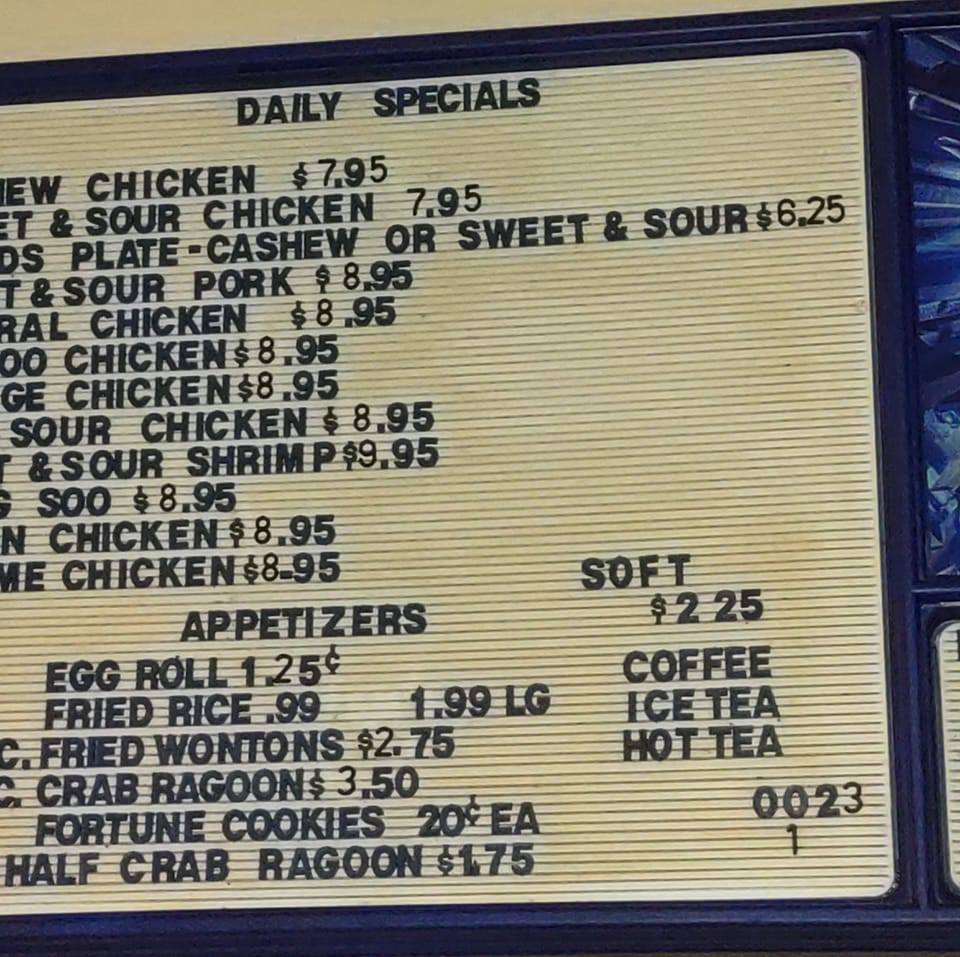 DAILY SPECIALS
EW CHICKEN $7.95
ET & SOUR CHICKEN 7.95
DS PLATE-CASHEW OR SWEET & SOUR $6.25
T & SOUR PORK $8.95
RAL CHICKEN $8.95
OO CHICKEN $8.95
GE CHICKEN $8.95
SOUR CHICKEN $8.95
T & SOUR SHRIMP $9.95
G SOO $8.95
N CHICKEN $8.95
ME CHICKEN $8-95
APPETIZERS
EGG ROLL 1.25¢
FRIED RICE .99 1.99 LG
C. FRIED WONTONS $2.75
C. CRAB RAGOON $3.50
FORTUNE COOKIES 20¢ EA
HALF CRAB RAGOON $1.75
SOFT
$2 25
COFFEE
ICE TEA
HOT TEA
0023
1